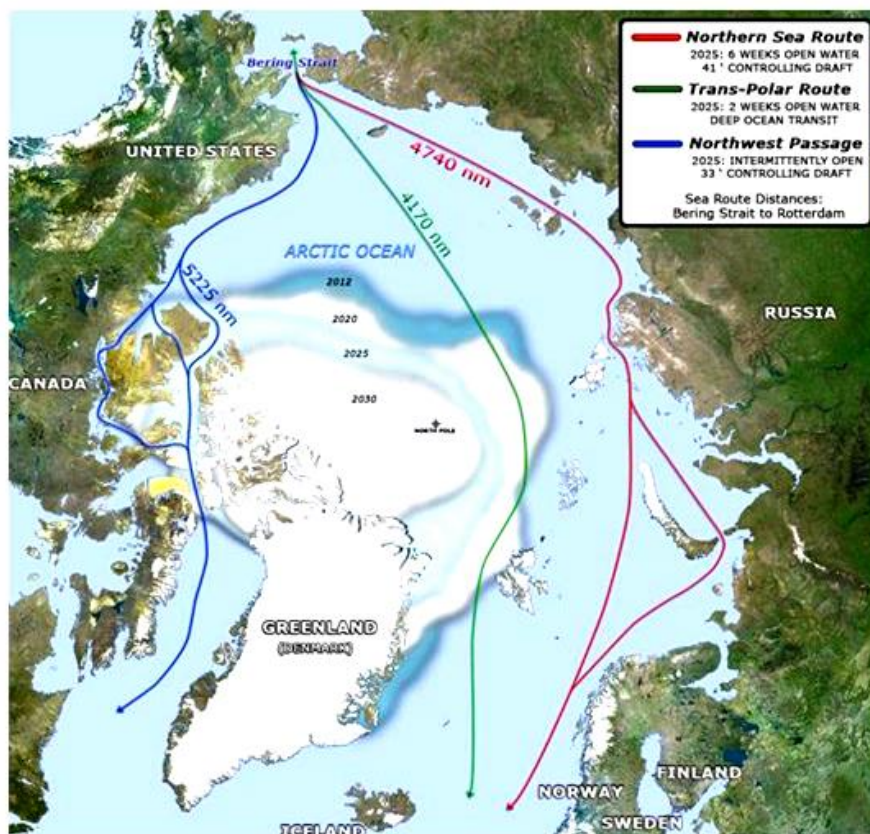 Northern Sea Route
2025: 6 WEEKS OPEN WATER
41' CONTROLLING DRAFT
Trans-Polar Route
2025: 2 WEEKS OPEN WATER
DEEP OCEAN TRANSIT
Northwest Passage
2025: INTERMITTENTLY OPEN
33' CONTROLLING DRAFT
Sea Route Distances:
Bering Strait to Rotterdam
Bering Strait
UNITED STATES
4740 nm
4170 nm
ARCTIC OCEAN
5225 nm
2012
2020
2025
2030
RUSSIA
CANADA
NORTH POLE
GREENLAND
(DENMARK)
NORWAY
FINLAND
SWEDEN
ICELAND